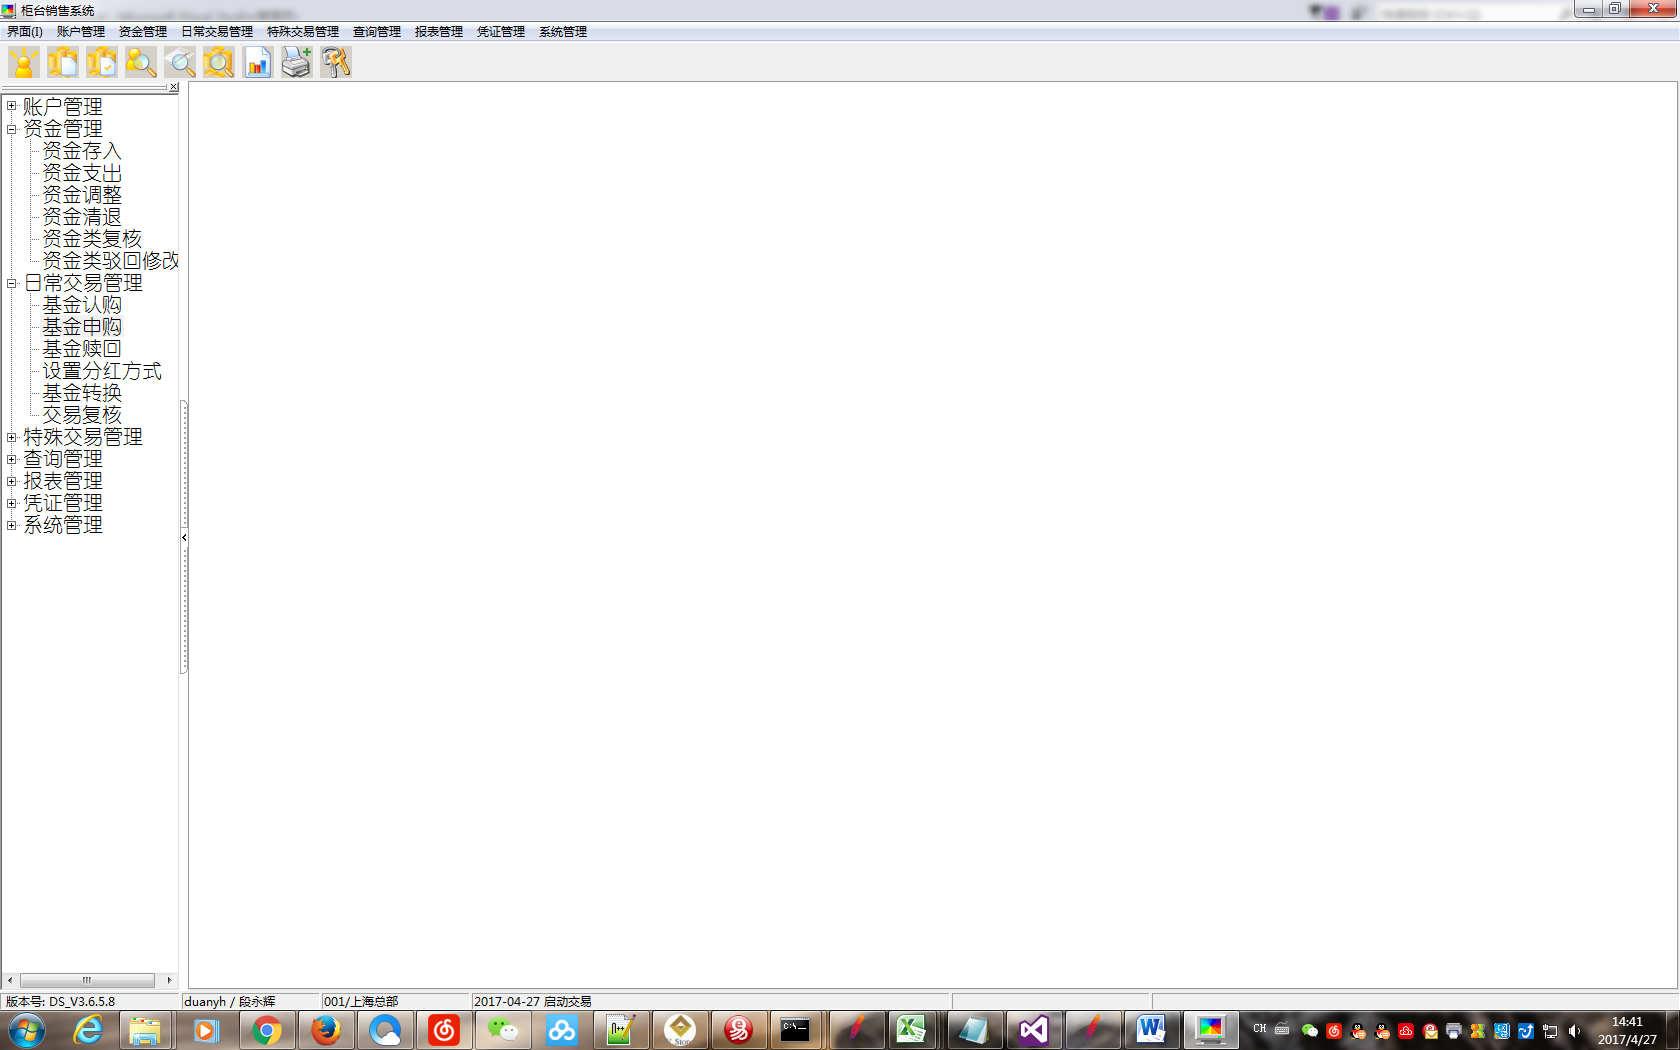 柜台销售系统
界面(I) 账户管理 资金管理 日常交易管理 特殊交易管理 查询管理 报表管理 凭证管理 系统管理
账户管理
资金管理
资金存入
资金支出
资金调整
资金清退
资金类复核
资金类驳回修改
日常交易管理
基金认购
基金申购
基金赎回
设置分红方式
基金转换
交易复核
特殊交易管理
查询管理
报表管理
凭证管理
系统管理
版本号: DS_V3.6.5.8 duanyh / 段永辉 001/上海总部 2017-04-27 启动交易
CH 14:41
2017/4/27